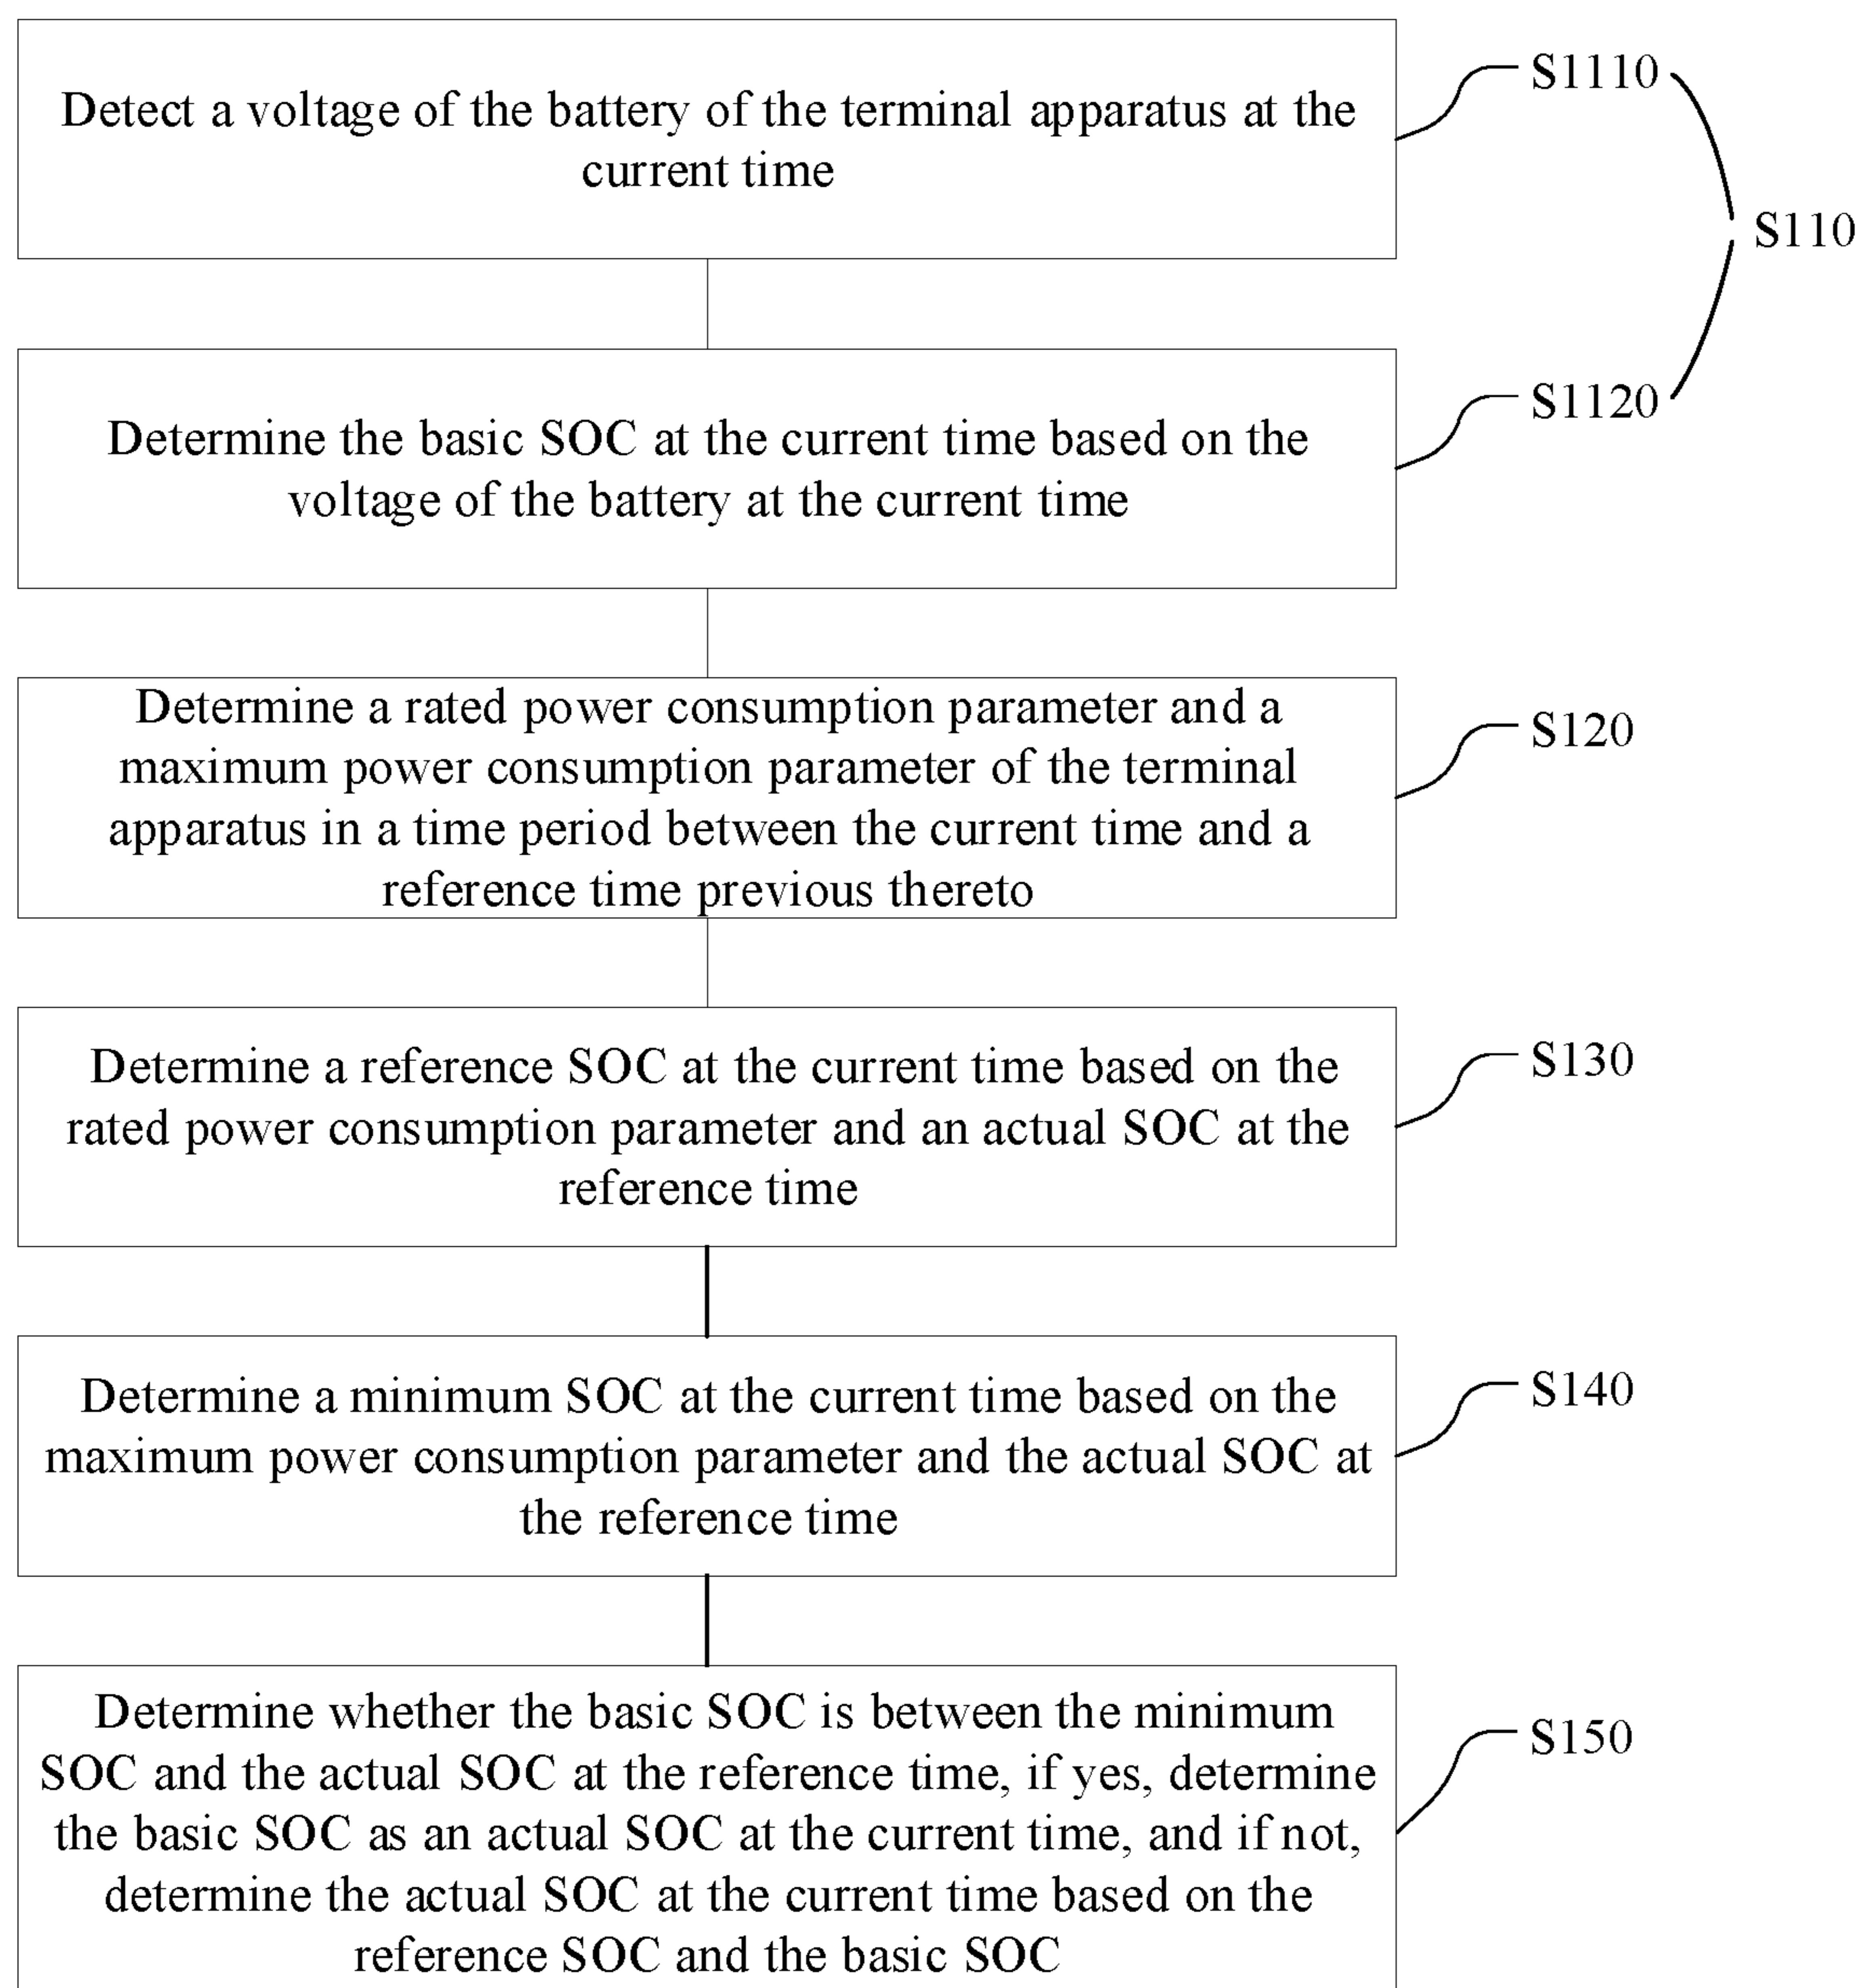 Detect a voltage of the battery of the terminal apparatus at the
current time
S1110
S110
Determine the basic SOC at the current time based on the
voltage of the battery at the current time
S1120
Determine a rated power consumption parameter and a
maximum power consumption parameter of the terminal
apparatus in a time period between the current time and a
reference time previous thereto
S120
Determine a reference SOC at the current time based on the
rated power consumption parameter and an actual SOC at the
reference time
S130
Determine a minimum SOC at the current time based on the
maximum power consumption parameter and the actual SOC at
the reference time
S140
Determine whether the basic SOC is between the minimum
SOC and the actual SOC at the reference time, if yes, determine
the basic SOC as an actual SOC at the current time, and if not,
determine the actual SOC at the current time based on the
reference SOC and the basic SOC
S150